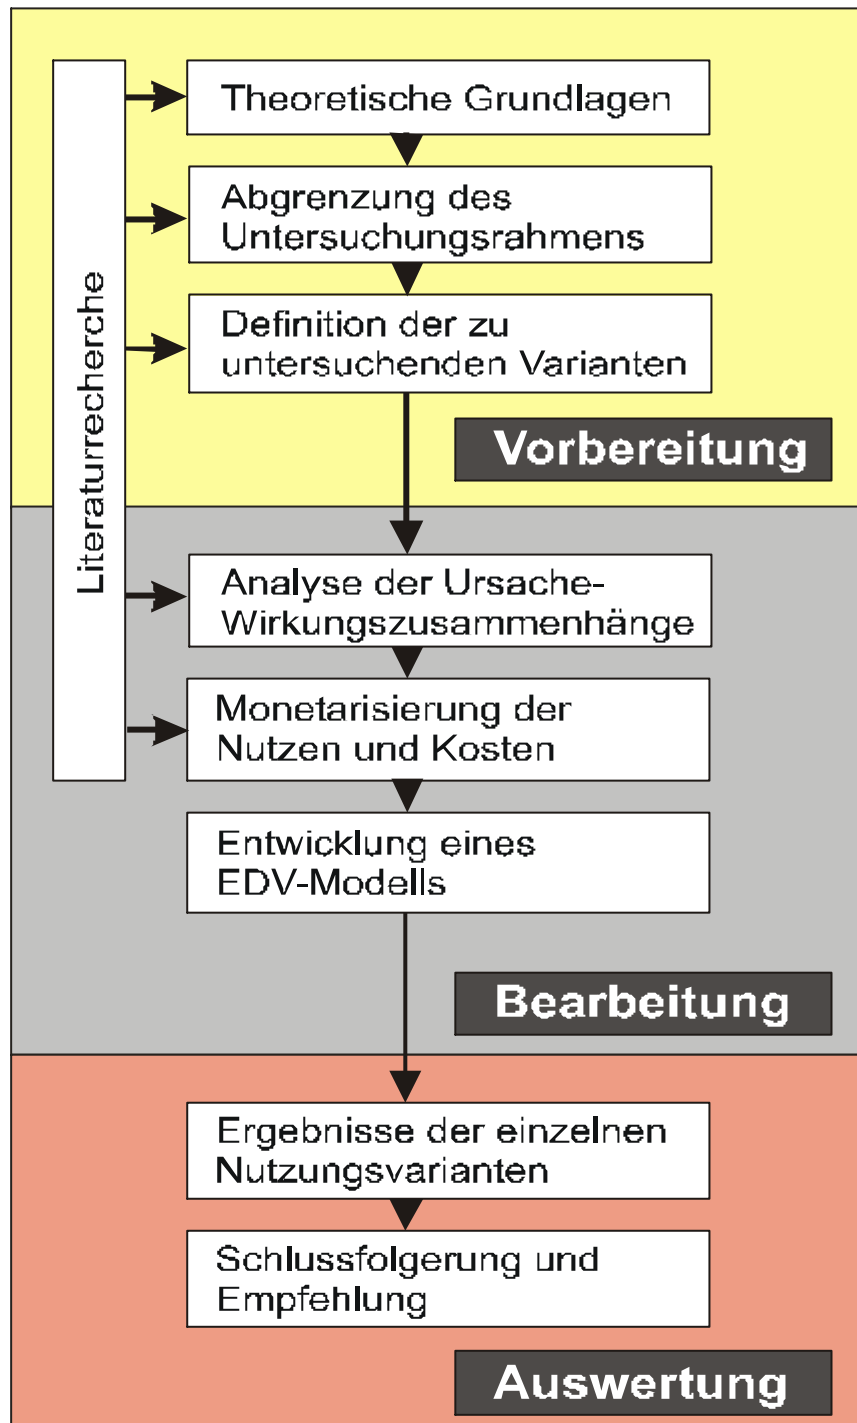 Literaturrecherche
Theoretische Grundlagen
Abgrenzung des
Untersuchungsrahmens
Definition der zu
untersuchenden Varianten
Vorbereitung
Analyse der Ursache-
Wirkungszusammenhänge
Monetarisierung der
Nutzen und Kosten
Entwicklung eines
EDV-Modells
Bearbeitung
Ergebnisse der einzelnen
Nutzungsvarianten
Schlussfolgerung und
Empfehlung
Auswertung